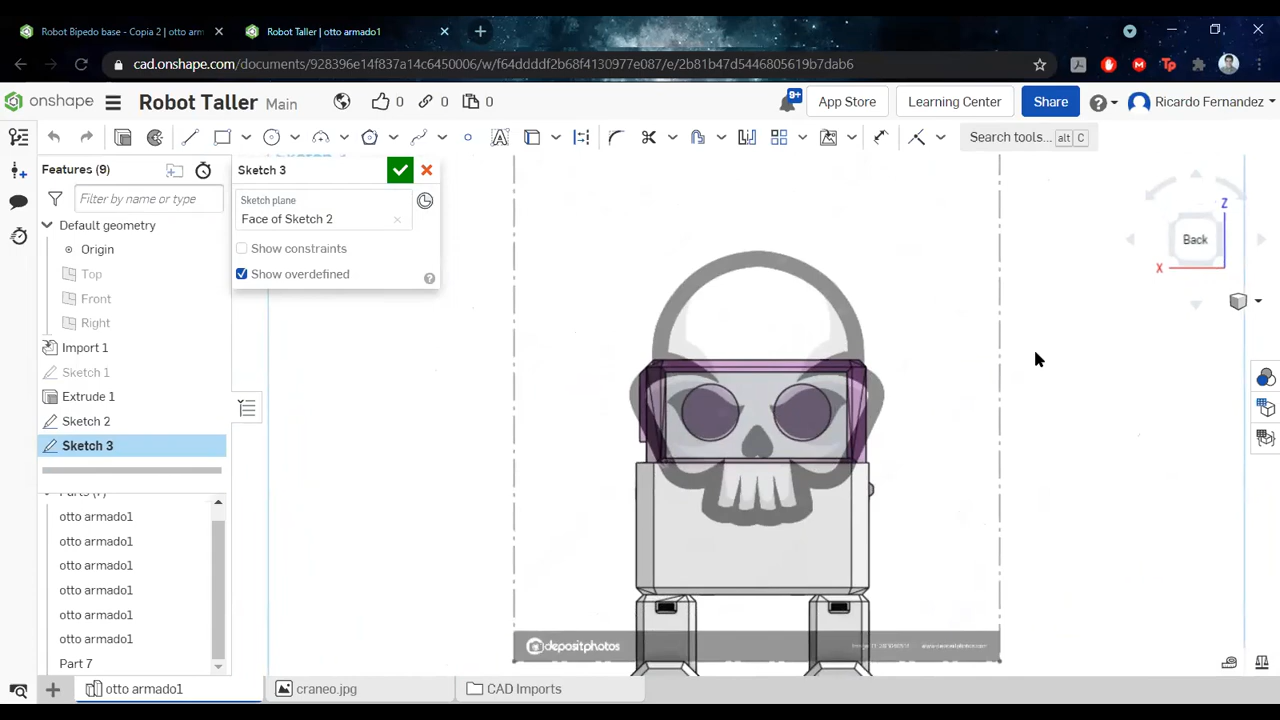 Robot Bipedo base - Copia 2 | otto arm
Robot Taller | otto armado1
cad.onshape.com/documents/928396e14837a14c6450006/w/f64ddddf2b68f4130977e087/e/2b81b47d5446805619b7dab6
onshape
Robot Taller Main
0
0
0
9+
App Store
Learning Center
Share
Ricardo Fernandez
Search tools... alt C
Features (9)
Filter by name or type
Default geometry
Origin
Top
Front
Right
Import 1
Sketch 1
Extrude 1
Sketch 2
Sketch 3
otto armado1
otto armado1
otto armado1
otto armado1
otto armado1
otto armado1
Part 7
Sketch 3
Sketch plane
Face of Sketch 2
Show constraints
Show overdefined
Z
Back
X
depositphotos
otto armado1
craneo.jpg
CAD Imports